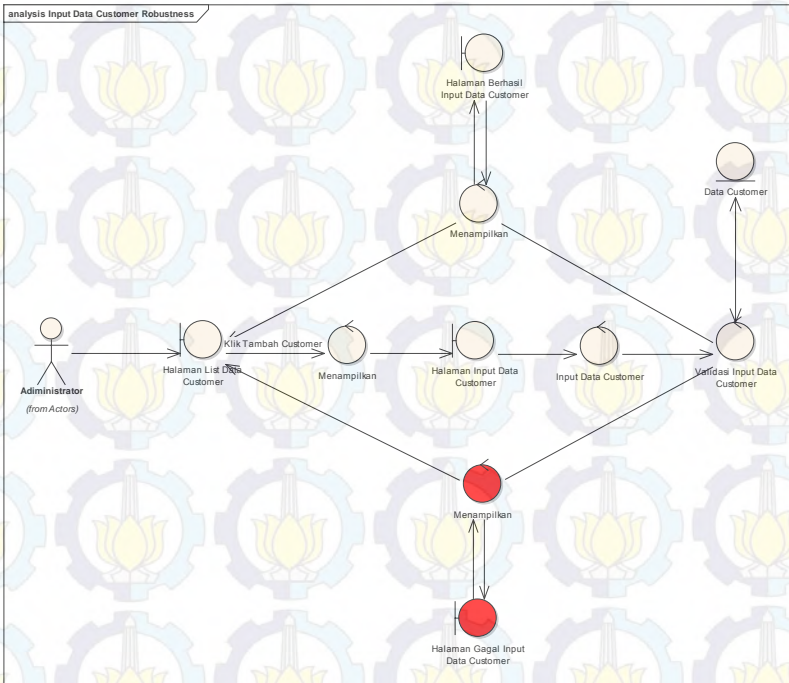 analysis Input Data Customer Robustness
Halaman Berhasil
Input Data Customer
Data Customer
Menampilkan
Klik Tambah Customer
Halaman List Data
Customer
Menampilkan
Halaman Input Data
Customer
Input Data Customer
Validasi Input Data
Customer
Adiministrator
(from Actors)
Menampilkan
Halaman Gagal Input
Data Customer